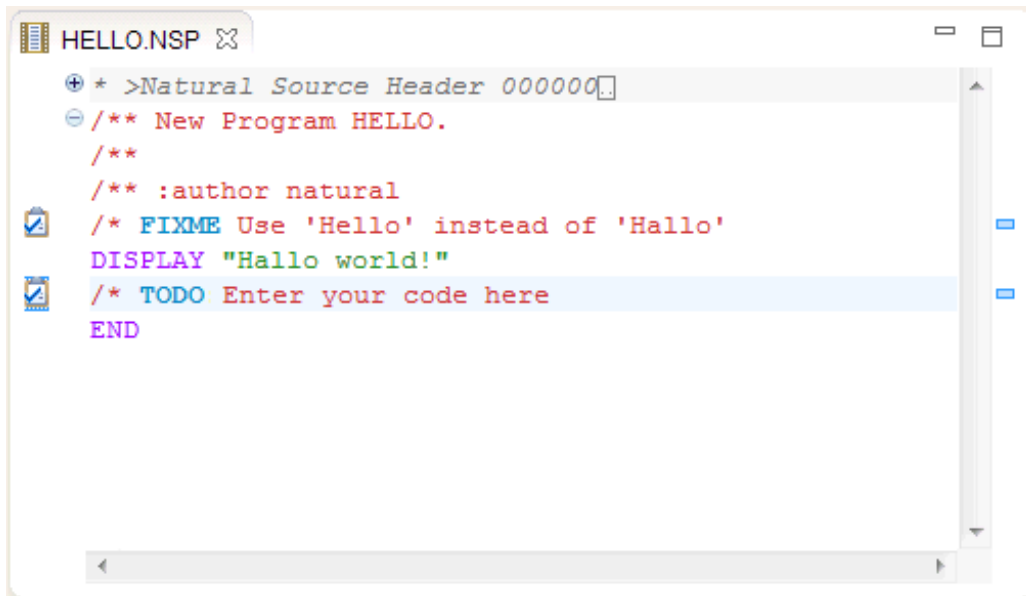 HELLO.NSP
* >Natural Source Header 000000..
/** New Program HELLO.
/**
/** :author natural
/* FIXME Use 'Hello' instead of 'Hallo'
DISPLAY "Hallo world!"
/* TODO Enter your code here
END